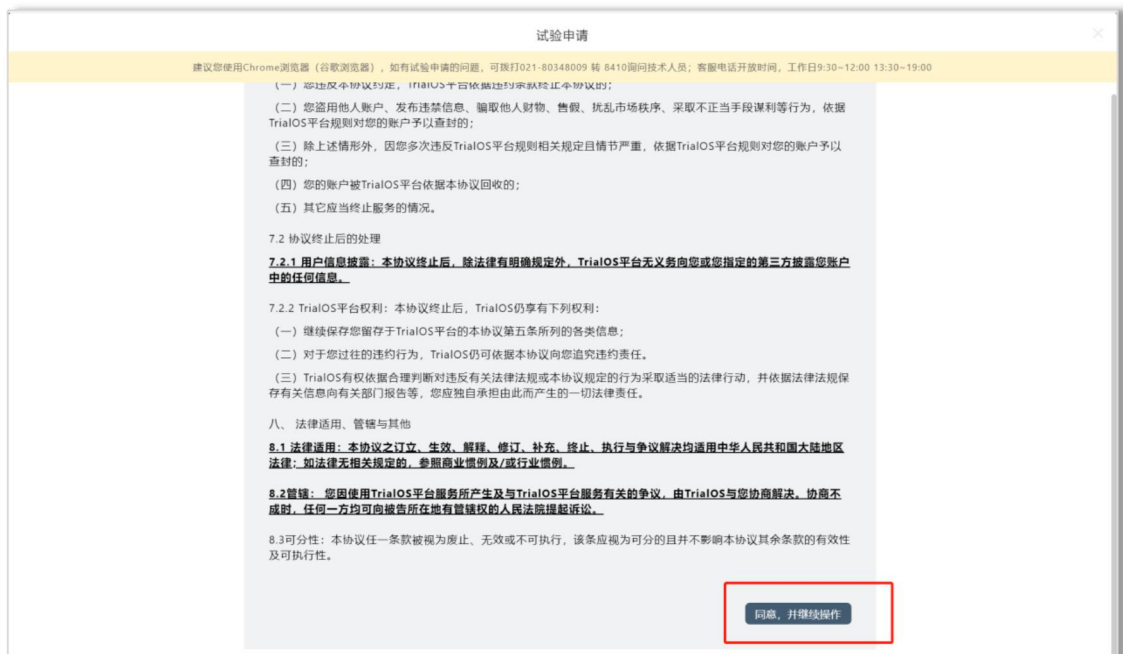 试验申请
建议您使用Chrome浏览器（谷歌浏览器），如有试验申请的问题，可拨打021-80348009 转 8410询问技术人员；客服电话开放时间，工作日9:30~12:00 13:30~19:00
（一）您违反本协议约定，TrialOS平台依据违约条款终止本协议的；
（二）您盗用他人账户、发布违禁信息、骗取他人财物、售假、扰乱市场秩序、采取不正当手段谋利等行为，依据
TrialOS平台规则对您的账户予以查封的；
（三）除上述情形外，因您多次违反TrialOS平台规则相关规定且情节严重，依据TrialOS平台规则对您的账户予以
查封的；
（四）您的账户被TrialOS平台依据本协议回收的；
（五）其它应当终止服务的情况。
7.2 协议终止后的处理
7.2.1 用户信息披露：本协议终止后，除法律有明确规定外，TrialOS平台无义务向您或您指定的第三方披露您账户
中的任何信息。
7.2.2 TrialOS平台权利：本协议终止后，TrialOS仍享有下列权利：
（一）继续保存您留存于TrialOS平台的本协议第五条所列的各类信息；
（二）对于您过往的违约行为，TrialOS仍可依据本协议向您追究违约责任。
（三）TrialOS有权依据合理判断对违反有关法律法规或本协议规定的行为采取适当的法律行动，并依据法律法规保
存有关信息向有关部门报告等，您应独自承担由此而产生的一切法律责任。
八、 法律适用、管辖与其他
8.1 法律适用：本协议之订立、生效、解释、修订、补充、终止、执行与争议解决均适用中华人民共和国大陆地区
法律；如法律无相关规定的，参照商业惯例及/或行业惯例。
8.2管辖： 您因使用TrialOS平台服务所产生及与TrialOS平台服务有关的争议，由TrialOS与您协商解决。协商不
成时，任何一方均可向被告所在地有管辖权的人民法院提起诉讼。
8.3可分性：本协议任一条款被视为废止、无效或不可执行，该条应视为可分的且并不影响本协议其余条款的有效性
及可执行性。
同意，并继续操作